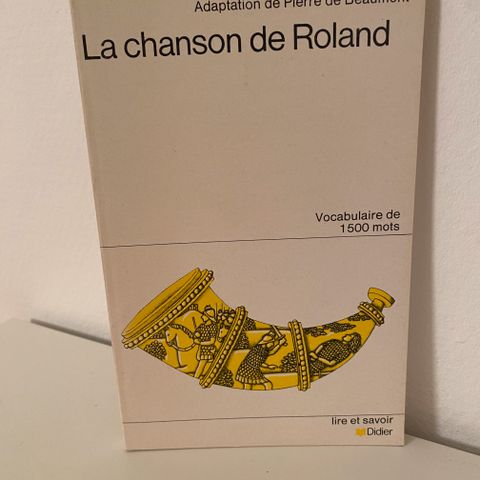 Adaptation de Pierre de Beaumont
La chanson de Roland
Vocabulaire de
1500 mots
lire et savoir
Didier